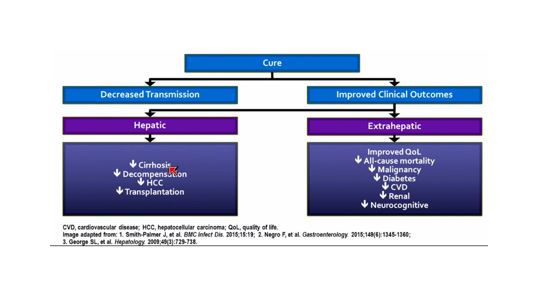 Cure
Decreased Transmission
Improved Clinical Outcomes
Hepatic
Extrahepatic
↓ Cirrhosis
↓ Decompensation
↓ HCC
↓ Transplantation
Improved QoL
↓ All-cause mortality
↓ Malignancy
↓ Diabetes
↓ CVD
↓ Renal
↓ Neurocognitive
CVD, cardiovascular disease; HCC, hepatocellular carcinoma; QoL, quality of life.
Image adapted from: 1. Smith-Palmer J, et al. BMC Infect Dis. 2015;15:19; 2. Negro F, et al. Gastroenterology. 2015;149(6):1345-1360;
3. George SL, et al. Hepatology. 2009;49(3):729-738.